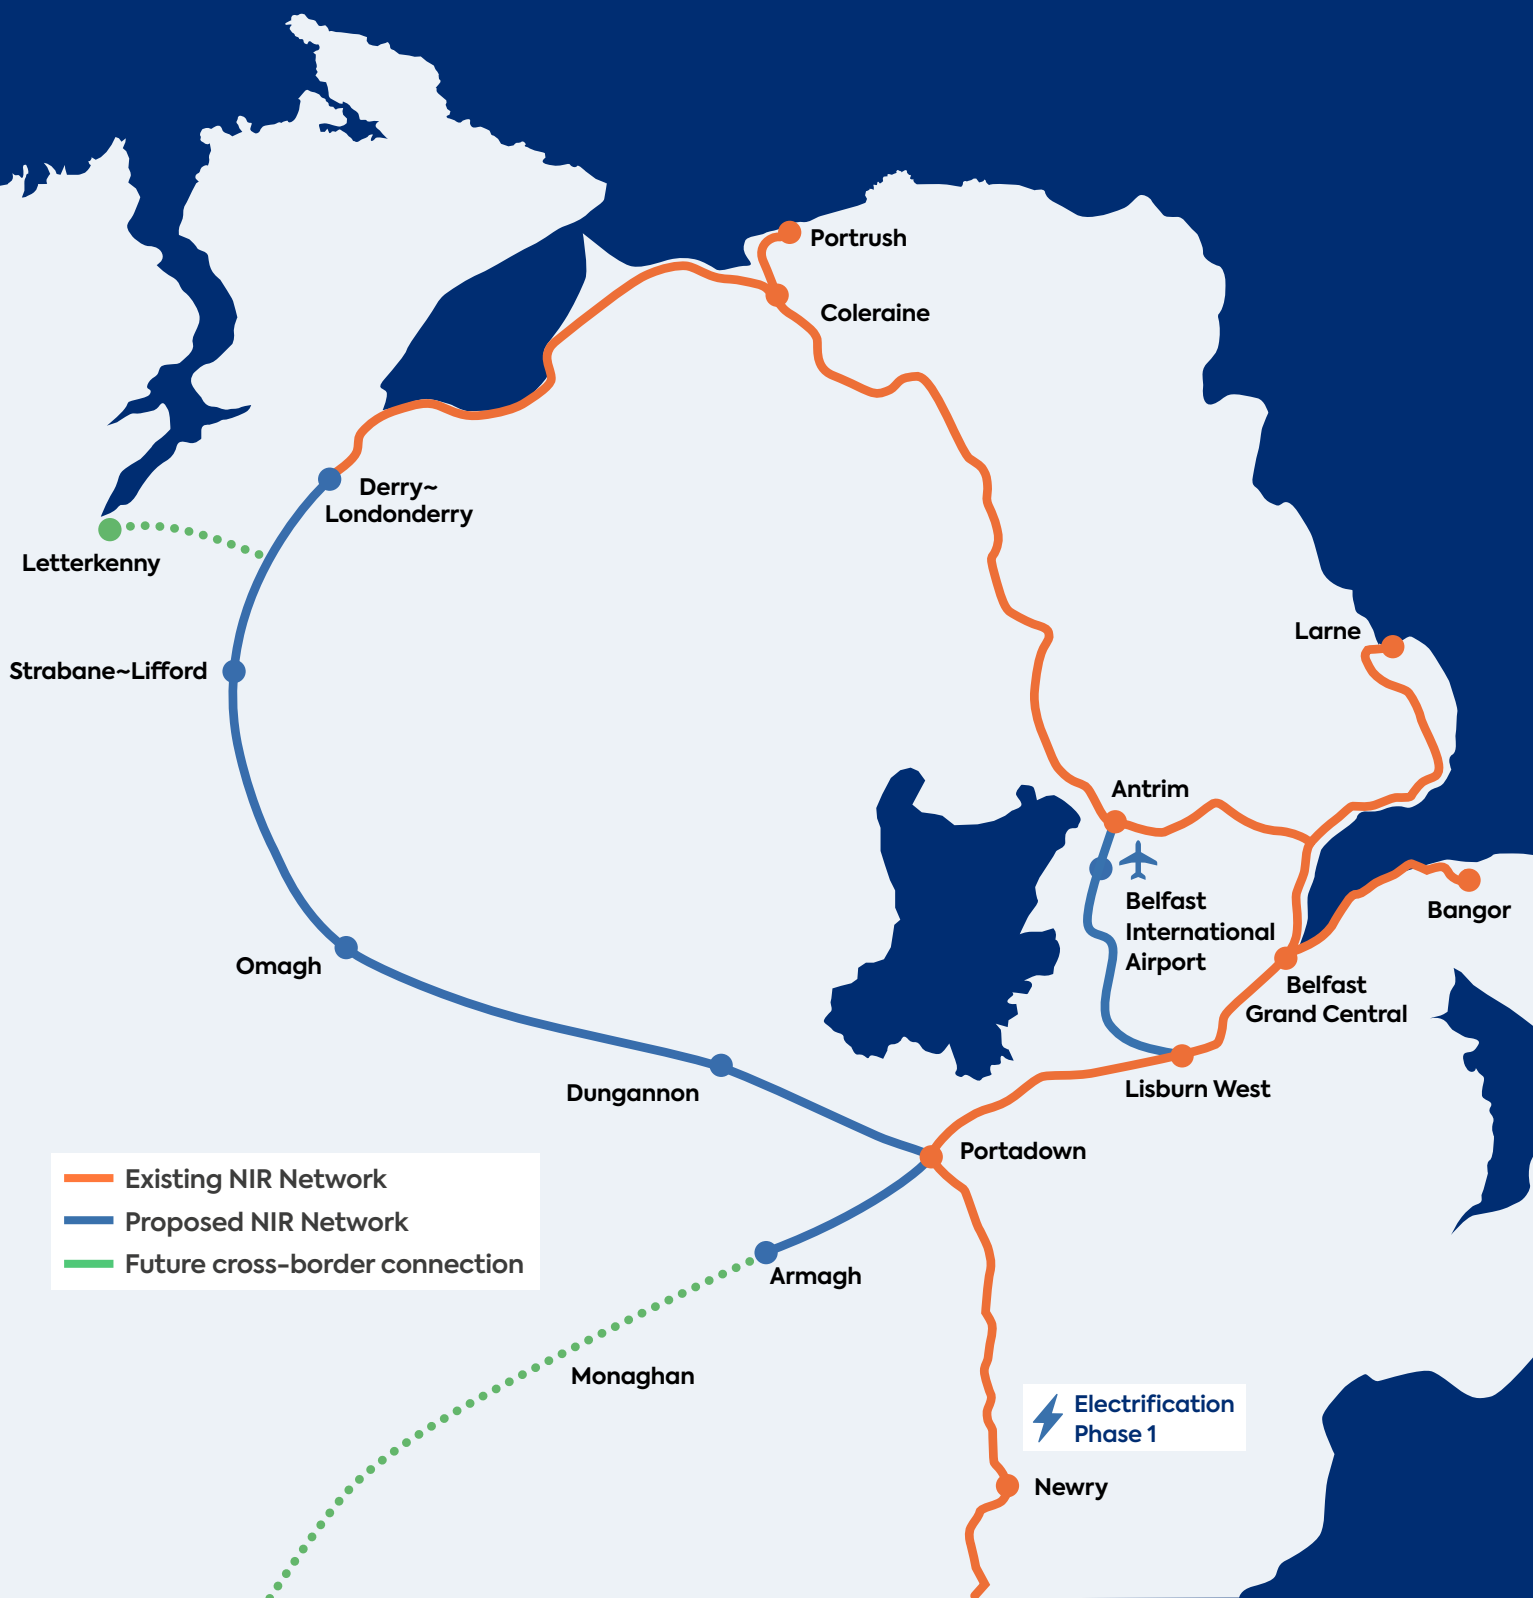 Portrush
Coleraine
Derry~
Londonderry
Letterkenny
Larne
Strabane~Lifford
Antrim
Belfast
International
Airport
Bangor
Omagh
Belfast
Grand Central
Dungannon
Lisburn West
Portadown
Existing NIR Network
Proposed NIR Network
Future cross-border connection
Armagh
Monaghan
Electrification
Phase 1
Newry